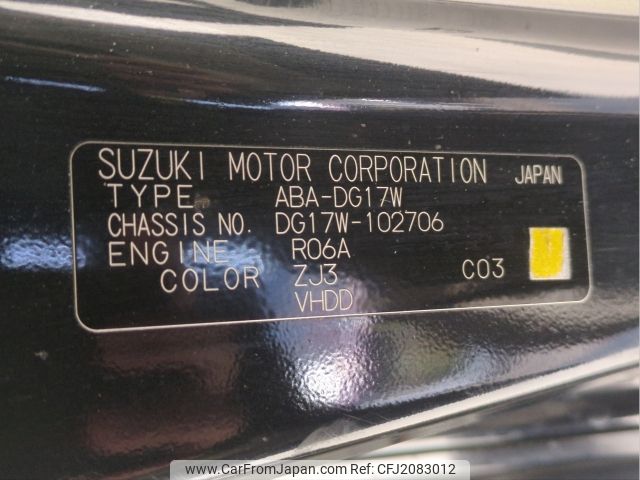 SUZUKI MOTOR CORPORATION JAPAN
TYPE ABA-DG17W
CHASSIS NO. DG17W-102706
ENGINE R06A
COLOR ZJ3 C03
VHDD
www.CarFromJapan.com - Ref No: CFJ2083012